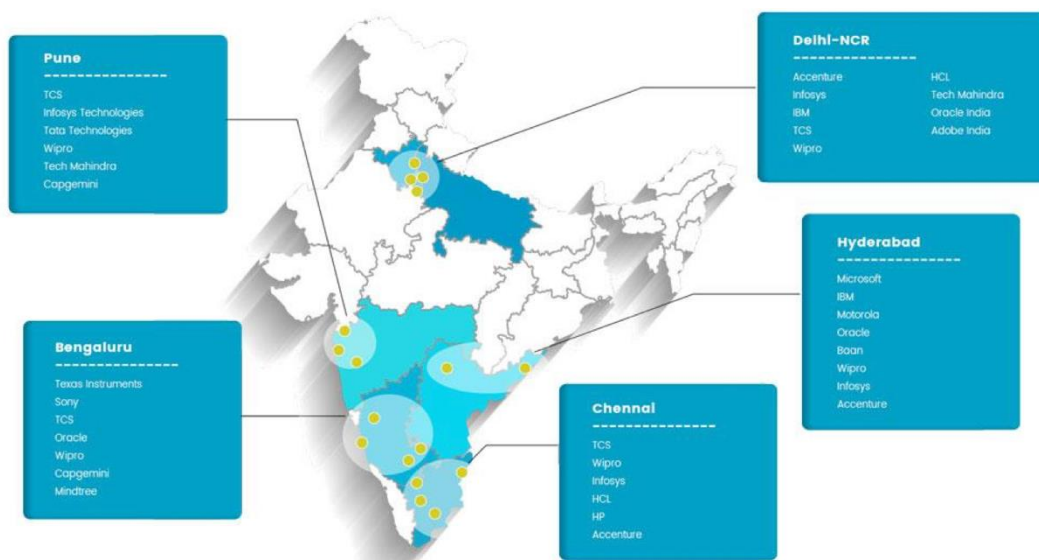 Pune
TCS
Infosys Technologies
Tata Technologies
Wipro
Tech Mahindra
Capgemini
Delhi-NCR
Accenture
Infosys
IBM
TCS
Wipro
HCL
Tech Mahindra
Oracle India
Adobe India
Hyderabad
Microsoft
IBM
Motorola
Oracle
Baan
Wipro
Infosys
Accenture
Bengaluru
Texas Instruments
Sony
TCS
Oracle
Wipro
Capgemini
Mindtree
Chennai
TCS
Wipro
Infosys
HCL
HP
Accenture